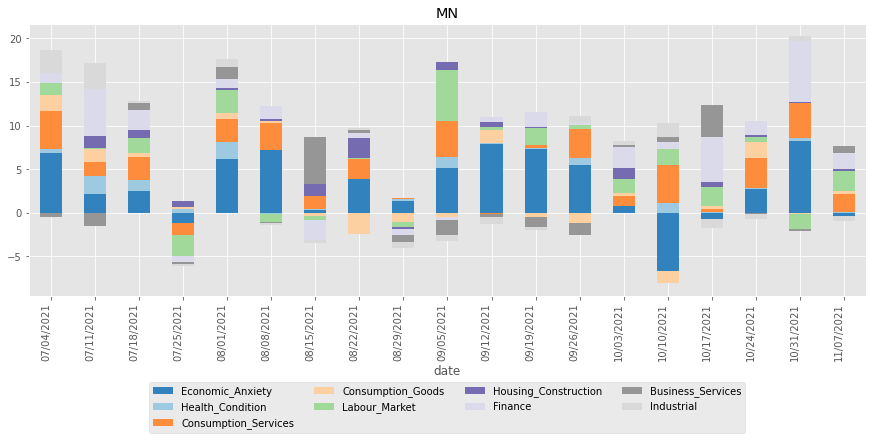 MN
20
15
10
5
0
−5
07/04/2021
07/11/2021
07/18/2021
07/25/2021
08/01/2021
08/08/2021
08/15/2021
08/22/2021
08/29/2021
09/05/2021
09/12/2021
09/19/2021
09/26/2021
10/03/2021
10/10/2021
10/17/2021
10/24/2021
10/31/2021
11/07/2021
date
Economic_Anxiety
Health_Condition
Consumption_Services
Consumption_Goods
Labour_Market
Housing_Construction
Finance
Business_Services
Industrial